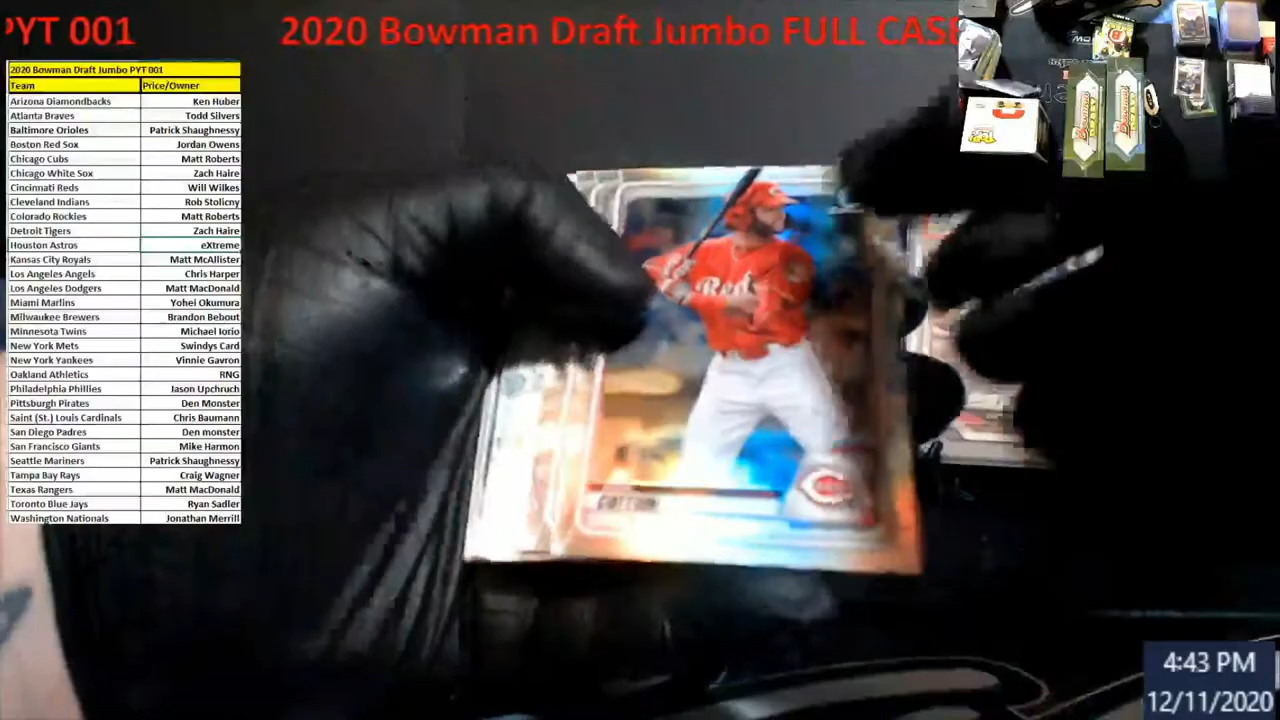 PYT 001 2020 Bowman Draft Jumbo FULL CASE
2020 Bowman Draft Jumbo PYT 001
Team Price/Owner
Arizona Diamondbacks Ken Huber
Atlanta Braves Todd Silvers
Baltimore Orioles Patrick Shaughnessy
Boston Red Sox Jordan Owens
Chicago Cubs Matt Roberts
Chicago White Sox Zach Haire
Cincinnati Reds Will Wilkes
Cleveland Indians Rob Stolicny
Colorado Rockies Matt Roberts
Detroit Tigers Zach Haire
Houston Astros eXtreme
Kansas City Royals Matt McAllister
Los Angeles Angels Chris Harper
Los Angeles Dodgers Matt MacDonald
Miami Marlins Yohei Okumura
Milwaukee Brewers Brandon Bebout
Minnesota Twins Michael Iorio
New York Mets Swindys Card
New York Yankees Vinnie Gavron
Oakland Athletics RNG
Philadelphia Phillies Jason Upchruch
Pittsburgh Pirates Den Monster
Saint (St.) Louis Cardinals Chris Baumann
San Diego Padres Den monster
San Francisco Giants Mike Harmon
Seattle Mariners Patrick Shaughnessy
Tampa Bay Rays Craig Wagner
Texas Rangers Matt MacDonald
Toronto Blue Jays Ryan Sadler
Washington Nationals Jonathan Merrill
Reds
4:43 PM
12/11/2020